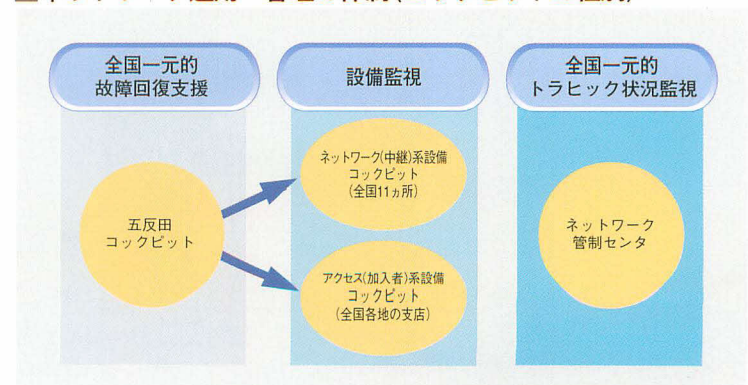 全国一元的
故障回復支援
設備監視
全国一元的
トラヒック状況監視
五反田
コックピット
ネットワーク(中継)系設備
コックピット
(全国11ヵ所)
アクセス(加入者)系設備
コックピット
(全国各地の支店)
ネットワーク
管制センタ